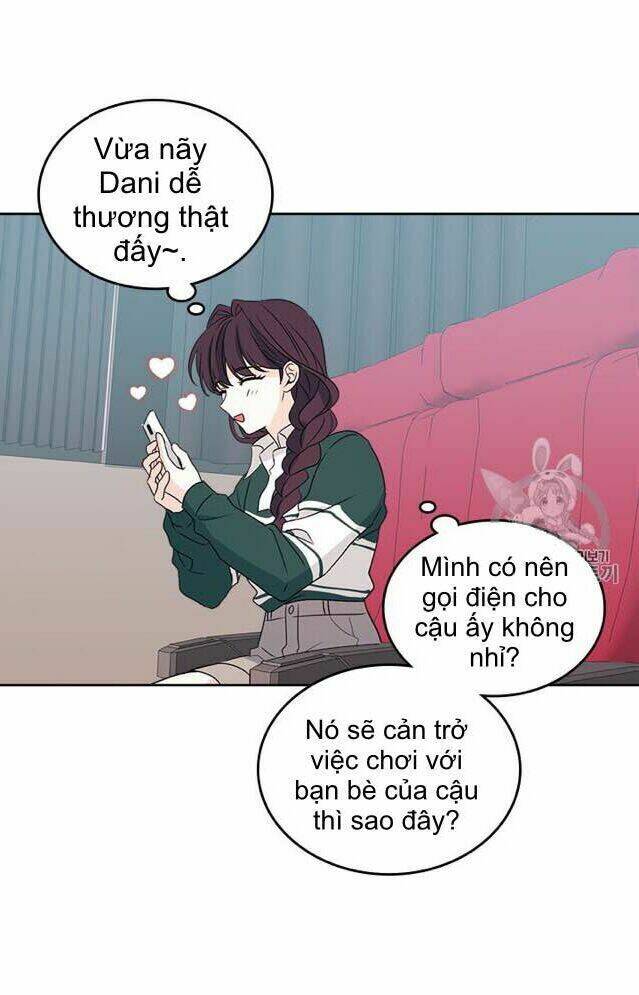 Vừa nãy
Dani dễ
thương thật
đấy~.
Mình có nên
gọi điện cho
cậu ấy không
nhỉ?
Nó sẽ cản trở
việc chơi với
bạn bè của cậu
thì sao đây?